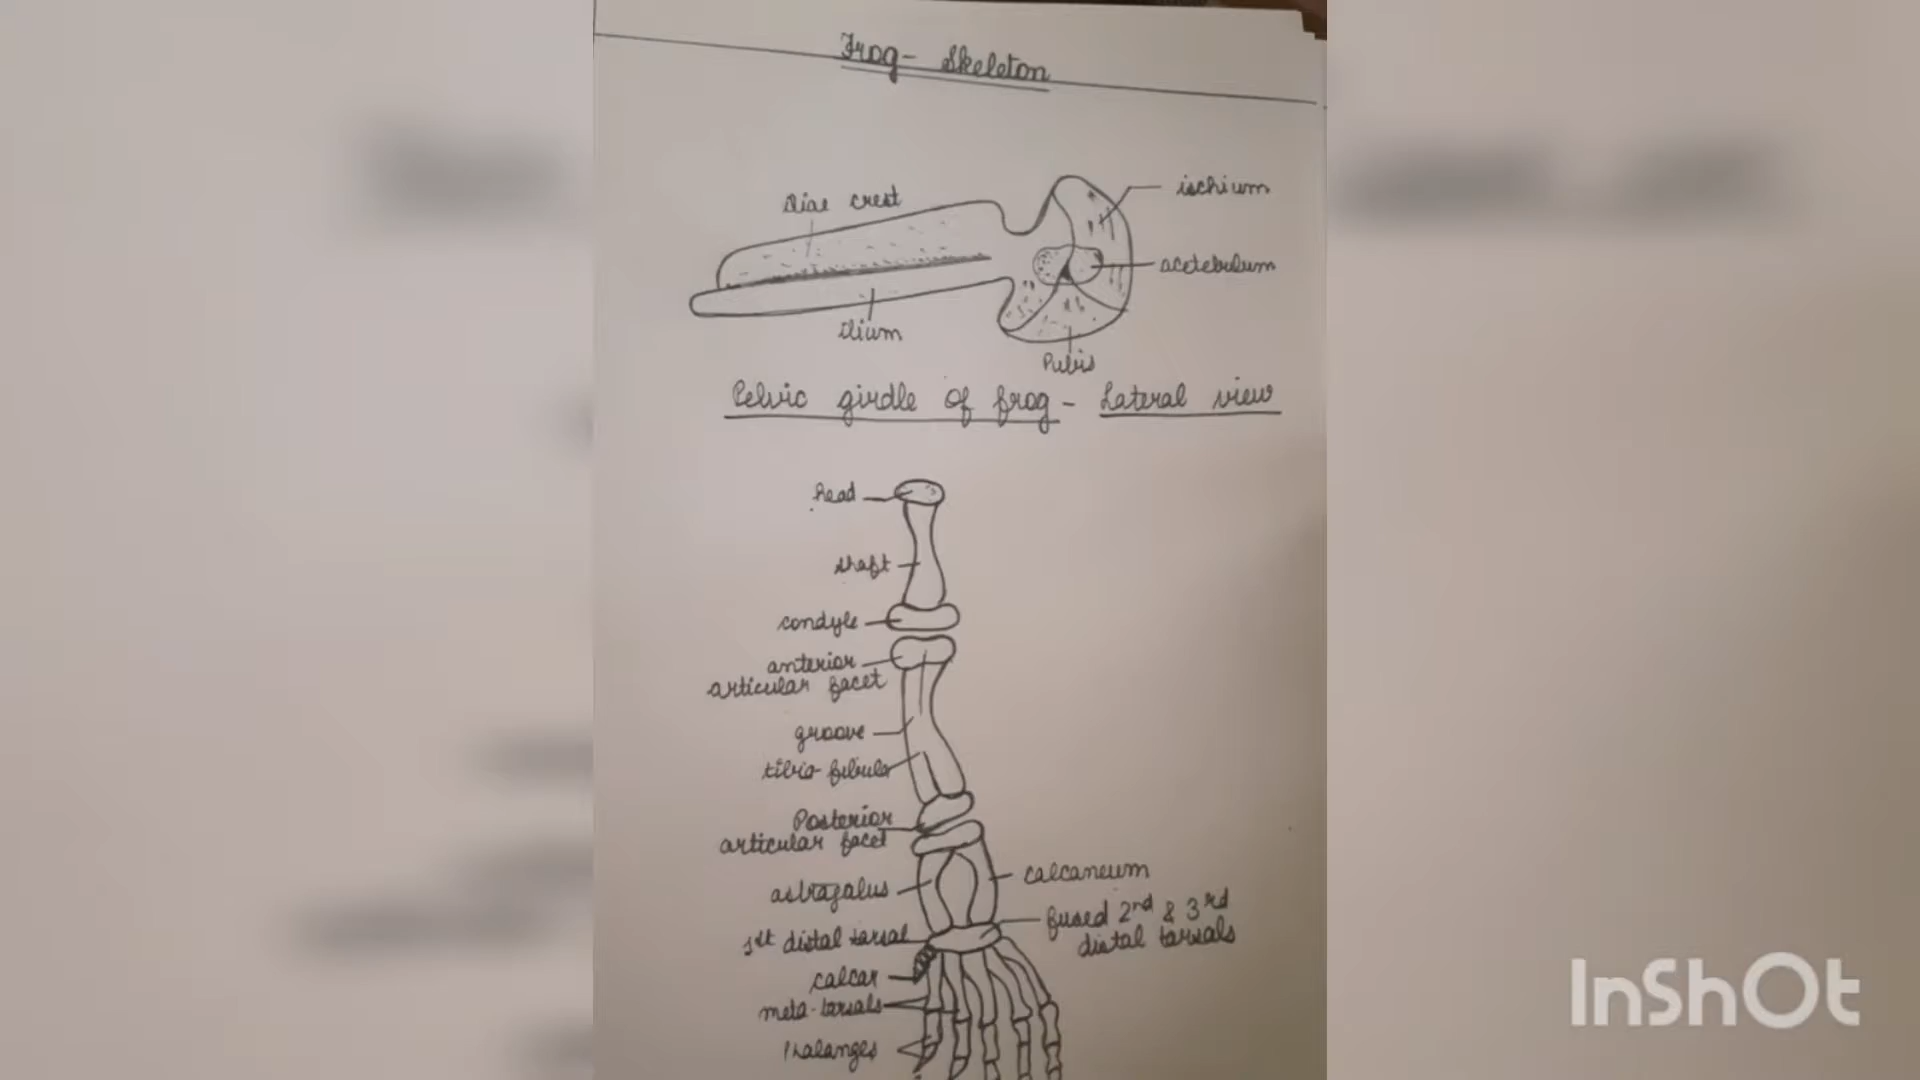 Frog- Skeleton
iliac crest
ischium
acetebulum
ilium
Pubis
Pelvic girdle of frog- Lateral view
head
shaft
condyle
anterior
articular facet
groove
tibio-fibula
Posterior
articular facet
astragalus
calcaneum
fused 2nd & 3rd
distal tarsals
1st distal tarsal
calcar
meta-tarsals
Phalanges
InShOt